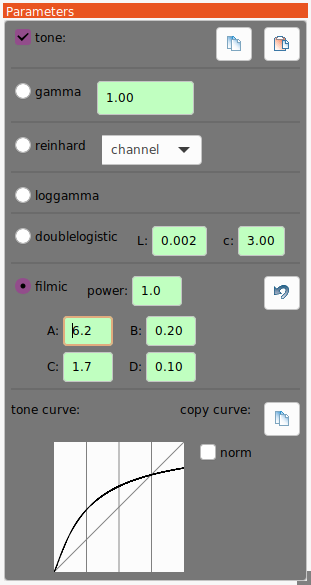 Parameters
tone:
gamma 1.00
reinhard channel
loggamma
doublelogistic L: 0.002 c: 3.00
filmic power: 1.0
A: 6.2 B: 0.20
C: 1.7 D: 0.10
tone curve: copy curve:
norm